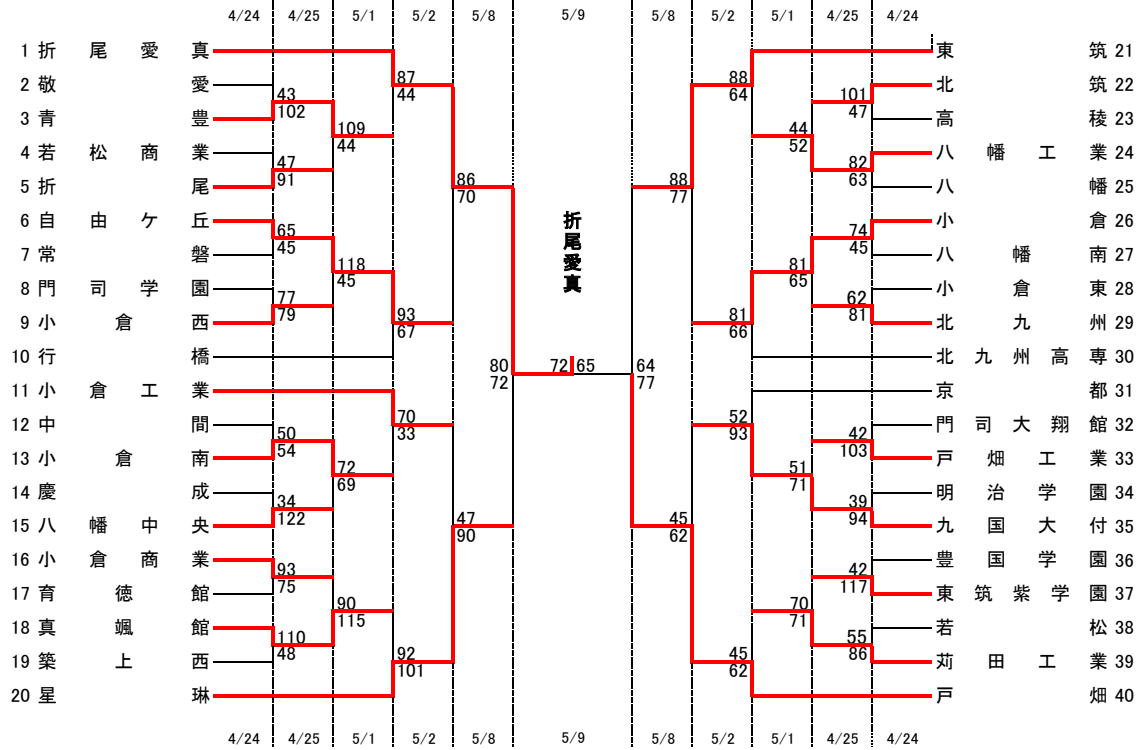 4/24 4/25 5/1 5/2 5/8 5/9 5/8 5/2 5/1 4/25 4/24
1 折尾愛真
東筑 21
2 敬愛
87
44
88
64
北筑 22
43
102
101
47
3 青豊
高稜 23
109
44
44
52
4 若松商業
八幡工業 24
47
91
82
63
5 折尾
86
70
88
77
八幡 25
6 自由ケ丘
小倉 26
65
45
折尾愛真
74
45
7 常磐
八幡南 27
118
45
81
65
8 門司学園
小倉東 28
77
79
62
81
9 小倉西
93
67
81
66
北九州 29
10 行橋
北九州高専 30
80
72
72 65
64
77
11 小倉工業
京都 31
12 中間
70
33
52
93
門司大翔館 32
50
54
42
103
13 小倉南
戸畑工業 33
72
69
51
71
14 慶成
明治学園 34
34
122
39
94
15 八幡中央
47
90
45
62
九国大付 35
16 小倉商業
豊国学園 36
93
75
42
117
17 育徳館
東筑紫学園 37
90
115
70
71
18 真颯館
若松 38
110
48
55
86
19 築上西
92
101
45
62
苅田工業 39
20 星琳
戸畑 40
4/24 4/25 5/1 5/2 5/8 5/9 5/8 5/2 5/1 4/25 4/24